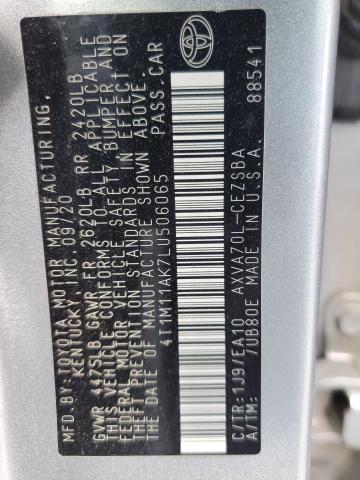 MFD. BY: TOYOTA MOTOR MANUFACTURING,
KENTUCKY, INC. 09/20
GVWR 4475LB GAWR FR 2620LB RR 2420LB
THIS VEHICLE CONFORMS TO ALL APPLICABLE
FEDERAL MOTOR VEHICLE SAFETY, BUMPER AND
THEFT PREVENTION STANDARDS IN EFFECT ON
THE DATE OF MANUFACTURE SHOWN ABOVE.
4T1M11AK7LU506065 PASS. CAR
C/TR: 1J9/EA10 AXVA70L-CEZSBA
A/TM: /UB80E MADE IN U.S.A.
88541